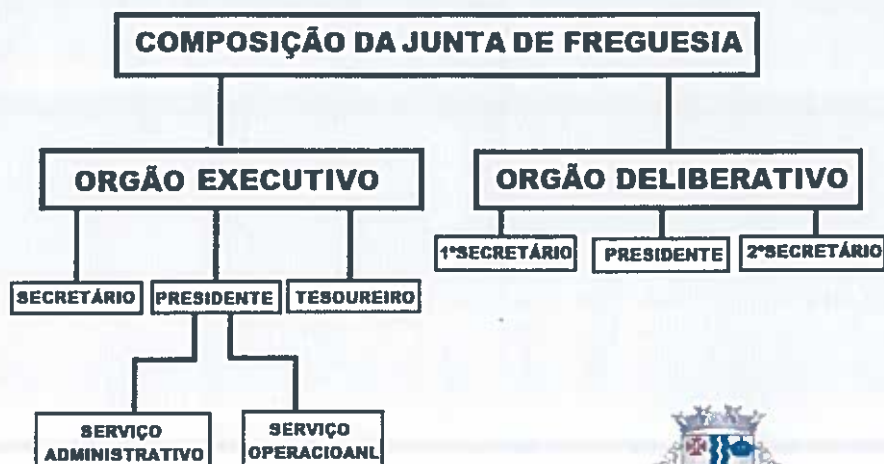 COMPOSIÇÃO DA JUNTA DE FREGUESIA
ORGÃO EXECUTIVO
ORGÃO DELIBERATIVO
1ºSECRETÁRIO
PRESIDENTE
2ºSECRETÁRIO
SECRETÁRIO
PRESIDENTE
TESOUREIRO
SERVIÇO
ADMINISTRATIVO
SERVIÇO
OPERACIOANL